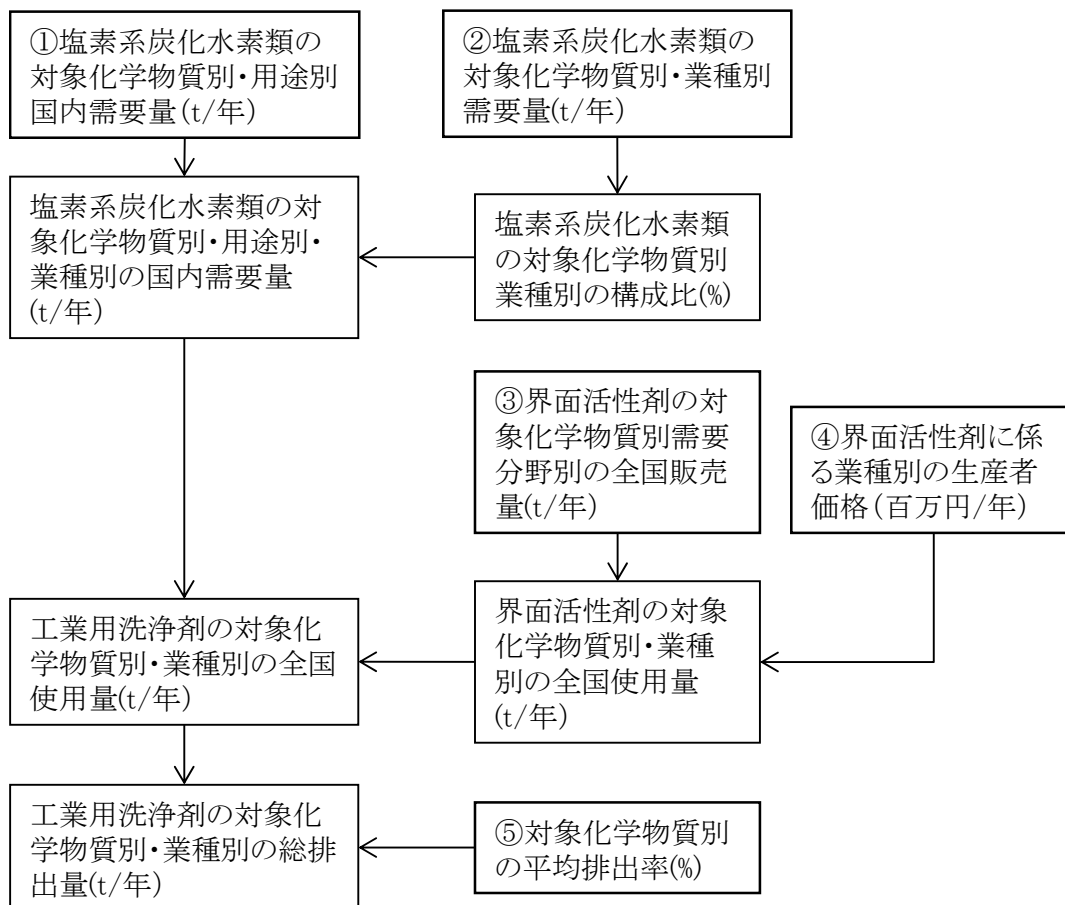 ①塩素系炭化水素類の
対象化学物質別・用途別
国内需要量(t/年)
②塩素系炭化水素類の
対象化学物質別・業種別
需要量(t/年)
塩素系炭化水素類の対
象化学物質別・用途別・
業種別の国内需要量
(t/年)
塩素系炭化水素類
の対象化学物質別
業種別の構成比(%)
③界面活性剤の対
象化学物質別需要
分野別の全国販売
量(t/年)
④界面活性剤に係
る業種別の生産者
価格(百万円/年)
工業用洗浄剤の対象化
学物質別・業種別の全国
使用量(t/年)
界面活性剤の対象
化学物質別・業種
別の全国使用量
(t/年)
工業用洗浄剤の対象化
学物質別・業種別の総排
出量(t/年)
⑤対象化学物質別
の平均排出率(%)